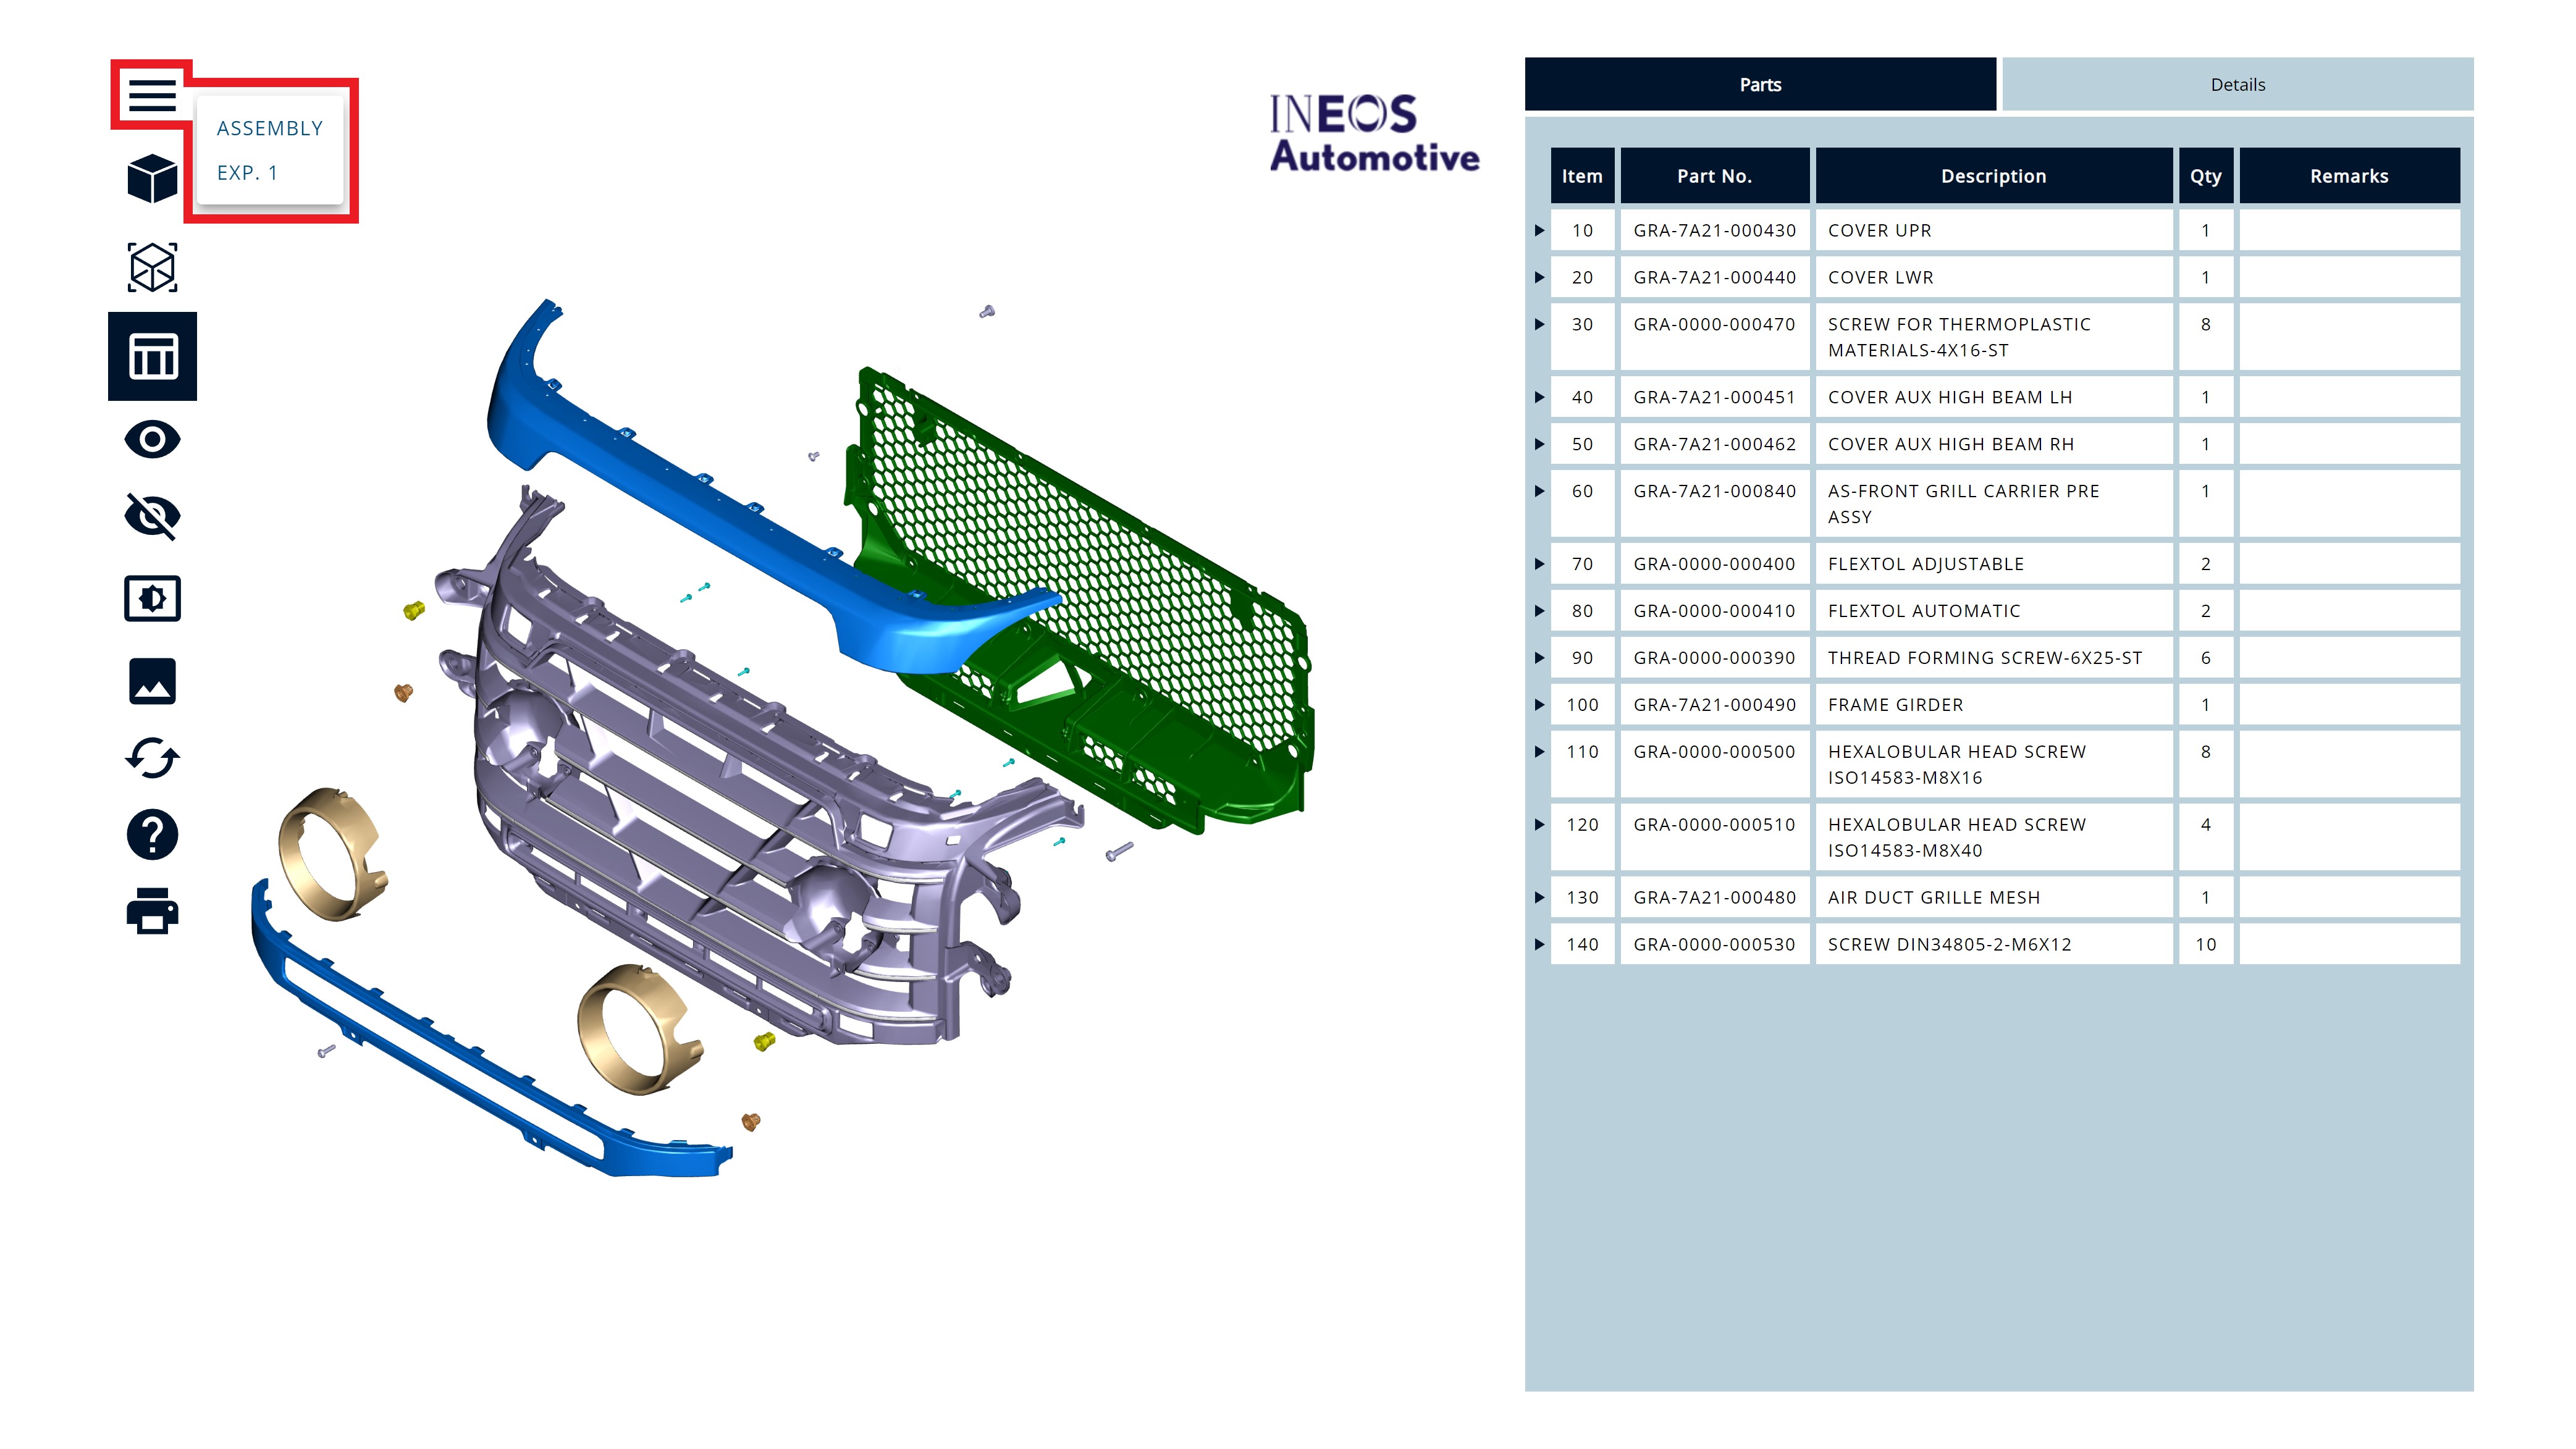 ASSEMBLY
EXP. 1
INEOS
Automotive
Parts Details
Item Part No. Description Qty Remarks
10 GRA-7A21-000430 COVER UPR 1
20 GRA-7A21-000440 COVER LWR 1
30 GRA-0000-000470 SCREW FOR THERMOPLASTIC 8
MATERIALS-4X16-ST
40 GRA-7A21-000451 COVER AUX HIGH BEAM LH 1
50 GRA-7A21-000462 COVER AUX HIGH BEAM RH 1
60 GRA-7A21-000840 AS-FRONT GRILL CARRIER PRE 1
ASSY
70 GRA-0000-000400 FLEXTOL ADJUSTABLE 2
80 GRA-0000-000410 FLEXTOL AUTOMATIC 2
90 GRA-0000-000390 THREAD FORMING SCREW-6X25-ST 6
100 GRA-7A21-000490 FRAME GIRDER 1
110 GRA-0000-000500 HEXALOBULAR HEAD SCREW 8
ISO14583-M8X16
120 GRA-0000-000510 HEXALOBULAR HEAD SCREW 4
ISO14583-M8X40
130 GRA-7A21-000480 AIR DUCT GRILLE MESH 1
140 GRA-0000-000530 SCREW DIN34805-2-M6X12 10